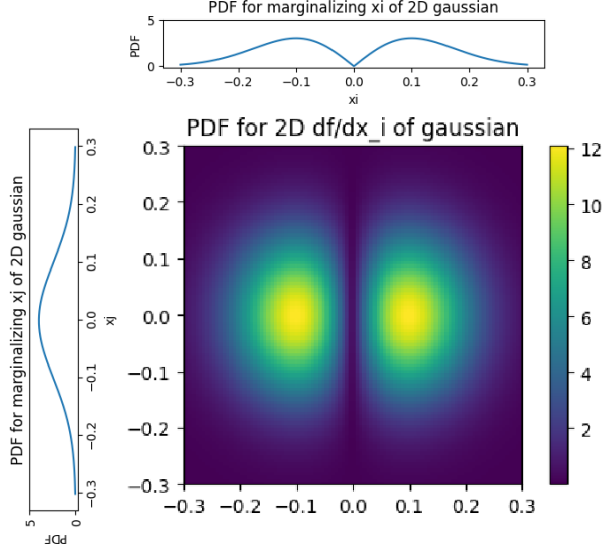 PDF for marginalizing xi of 2D gaussian
5
0
PDF
−0.3 −0.2 −0.1 0.0 0.1 0.2 0.3
xi
PDF for 2D df/dx_i of gaussian
0.3
0.2
0.1
0.0
−0.1
−0.2
−0.3
−0.3 −0.2 −0.1 0.0 0.1 0.2 0.3
12
10
8
6
4
2
PDF for marginalizing xj of 2D gaussian
xj
−0.3 −0.2 −0.1 0.0 0.1 0.2 0.3
5
0
PDF